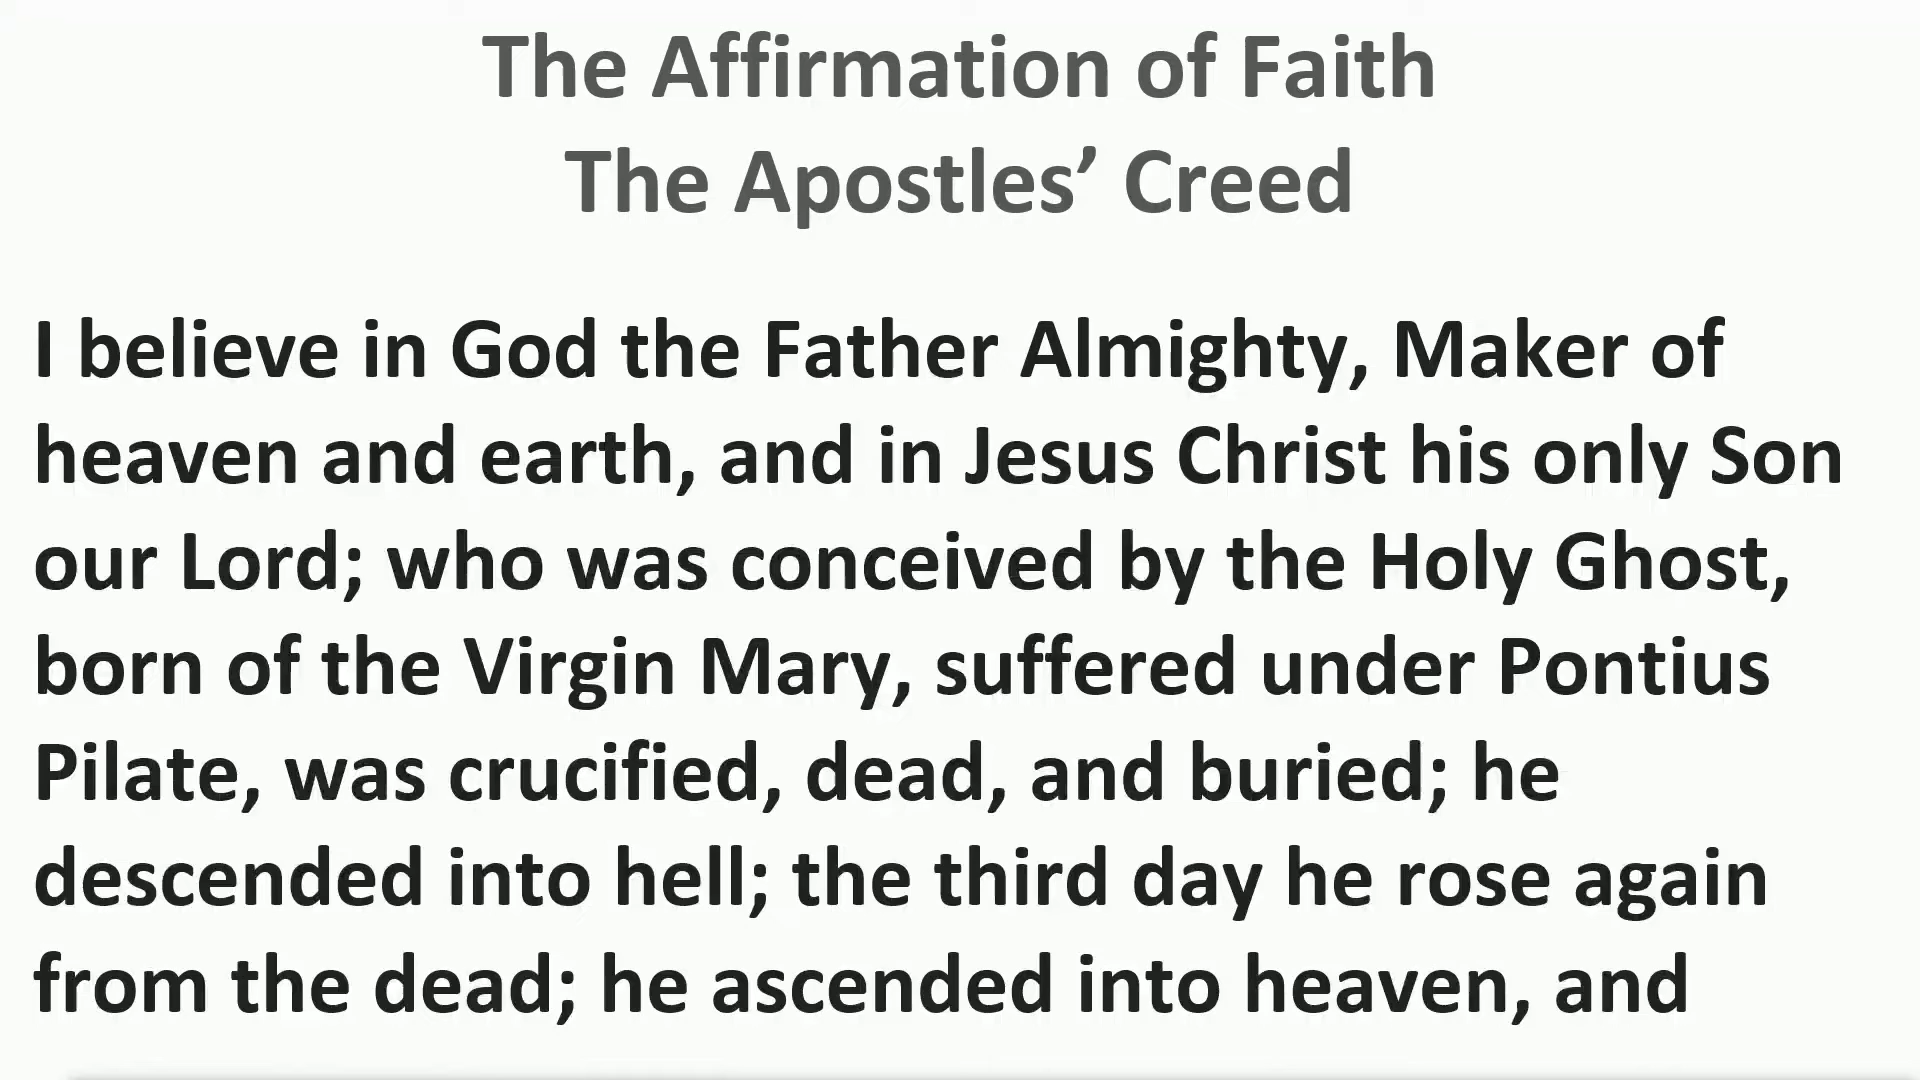 The Affirmation of Faith
The Apostles’ Creed
I believe in God the Father Almighty, Maker of
heaven and earth, and in Jesus Christ his only Son
our Lord; who was conceived by the Holy Ghost,
born of the Virgin Mary, suffered under Pontius
Pilate, was crucified, dead, and buried; he
descended into hell; the third day he rose again
from the dead; he ascended into heaven, and